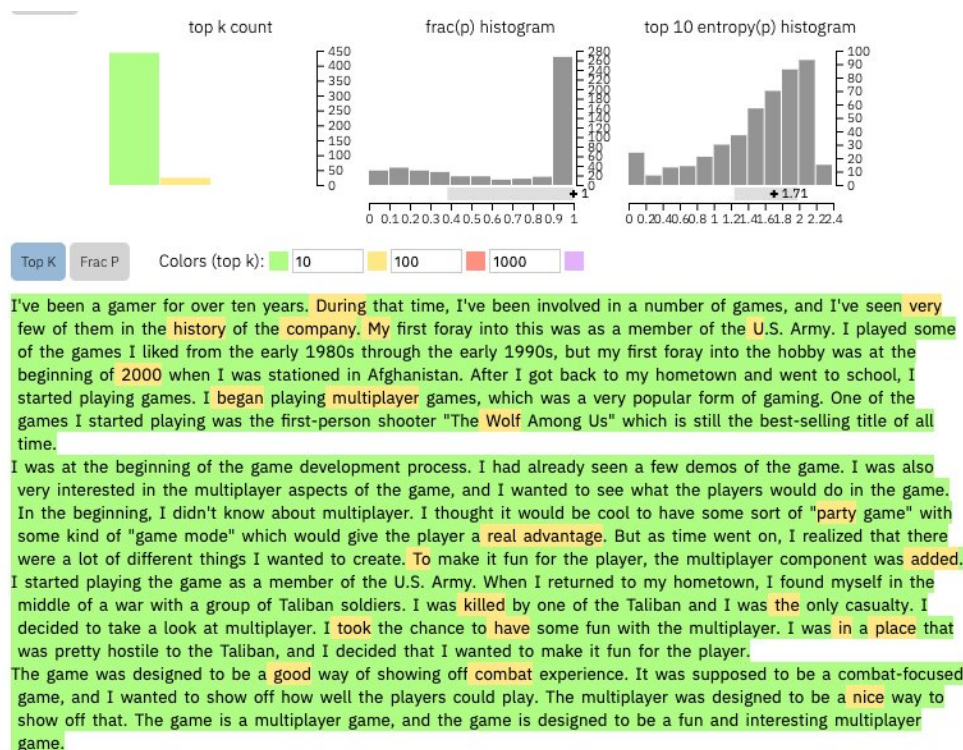 top k count
frac(p) histogram
top 10 entropy(p) histogram
450
400
350
300
250
200
150
100
50
0
280
260
240
220
200
180
160
140
120
100
80
60
40
20
0
100
90
80
70
60
50
40
30
20
10
0
1
1.71
0 0.1 0.2 0.3 0.4 0.5 0.6 0.7 0.8 0.9 1
0 0.2 0.4 0.6 0.8 1 1.2 1.4 1.6 1.8 2 2.2 2.4
Top K Frac P Colors (top k): 10 100 1000
I've been a gamer for over ten years. During that time, I've been involved in a number of games, and I've seen very
few of them in the history of the company. My first foray into this was as a member of the U.S. Army. I played some
of the games I liked from the early 1980s through the early 1990s, but my first foray into the hobby was at the
beginning of 2000 when I was stationed in Afghanistan. After I got back to my hometown and went to school, I
started playing games. I began playing multiplayer games, which was a very popular form of gaming. One of the
games I started playing was the first-person shooter "The Wolf Among Us" which is still the best-selling title of all
time.
I was at the beginning of the game development process. I had already seen a few demos of the game. I was also
very interested in the multiplayer aspects of the game, and I wanted to see what the players would do in the game.
In the beginning, I didn't know about multiplayer. I thought it would be cool to have some sort of "party game" with
some kind of "game mode" which would give the player a real advantage. But as time went on, I realized that there
were a lot of different things I wanted to create. To make it fun for the player, the multiplayer component was added.
I started playing the game as a member of the U.S. Army. When I returned to my hometown, I found myself in the
middle of a war with a group of Taliban soldiers. I was killed by one of the Taliban and I was the only casualty. I
decided to take a look at multiplayer. I took the chance to have some fun with the multiplayer. I was in a place that
was pretty hostile to the Taliban, and I decided that I wanted to make it fun for the player.
The game was designed to be a good way of showing off combat experience. It was supposed to be a combat-focused
game, and I wanted to show off how well the players could play. The multiplayer was designed to be a nice way to
show off that. The game is a multiplayer game, and the game is designed to be a fun and interesting multiplayer
game.